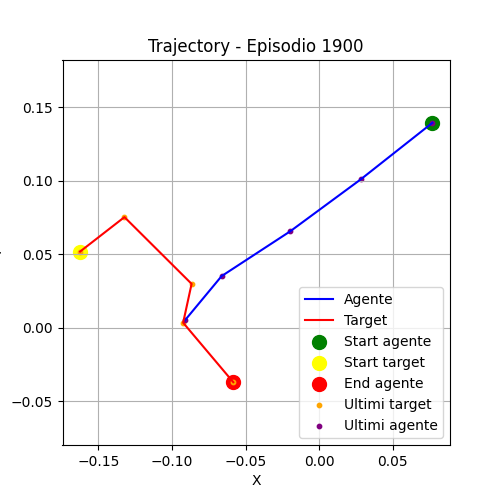 Trajectory - Episodio 1900
0.15
0.10
0.05
0.00
−0.05
−0.15
−0.10
−0.05
0.00
0.05
X
Agente
Target
Start agente
Start target
End agente
Ultimi target
Ultimi agente